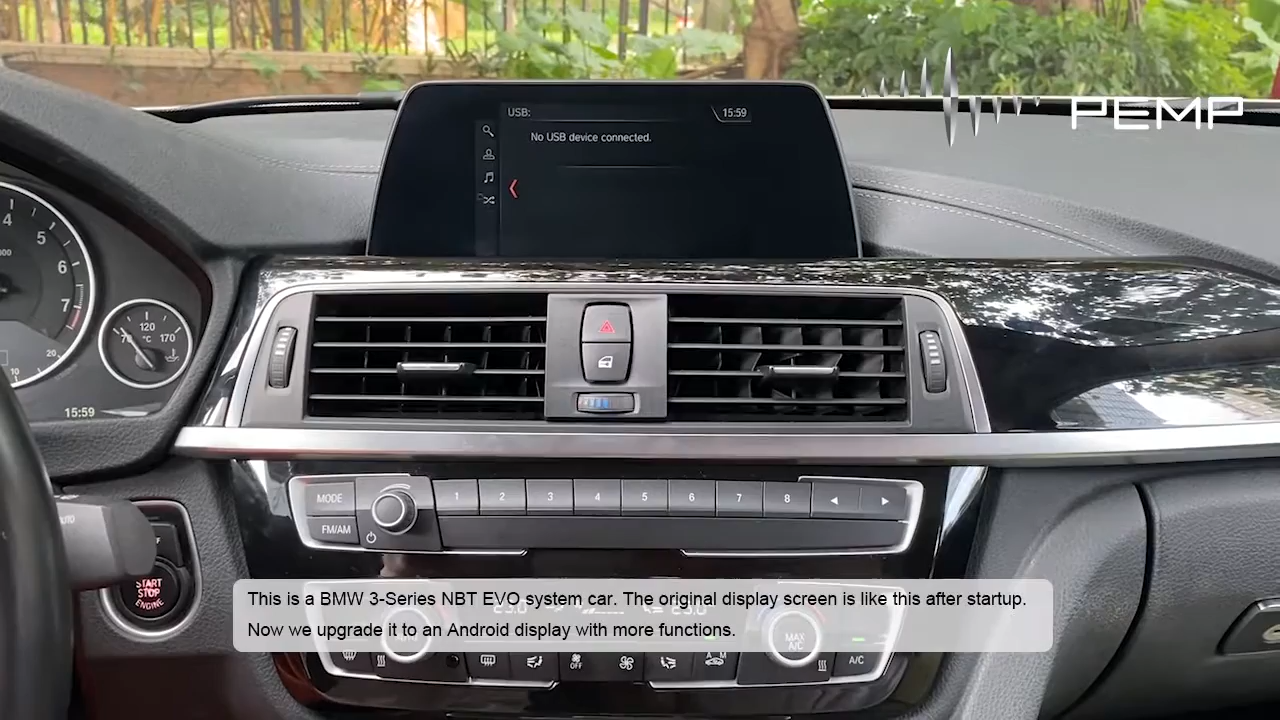 USB:
15:59
No USB device connected.
PEMP
4
5
6
7
120
°C
170
20
10
15:59
MODE
1 2 3 4 5 6 7 8
FM/AM
START
STOP
ENGINE
This is a BMW 3-Series NBT EVO system car. The original display screen is like this after startup.
Now we upgrade it to an Android display with more functions.
MAX
A/C
OFF
A/C